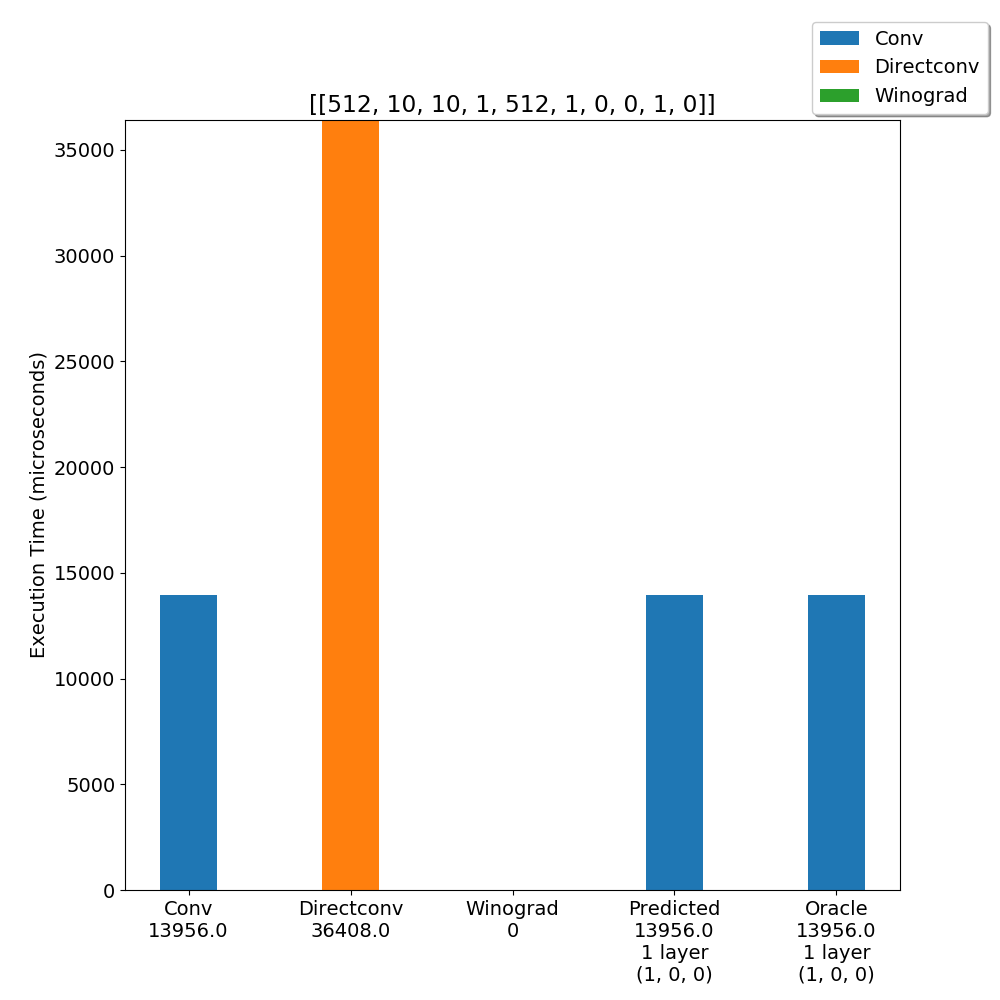 Conv
Directconv
Winograd
[[512, 10, 10, 1, 512, 1, 0, 0, 1, 0]]
Execution Time (microseconds)
35000
30000
25000
20000
15000
10000
5000
0
Conv Directconv Winograd Predicted Oracle
13956.0 36408.0 0 13956.0 13956.0
1 layer 1 layer
(1, 0, 0) (1, 0, 0)